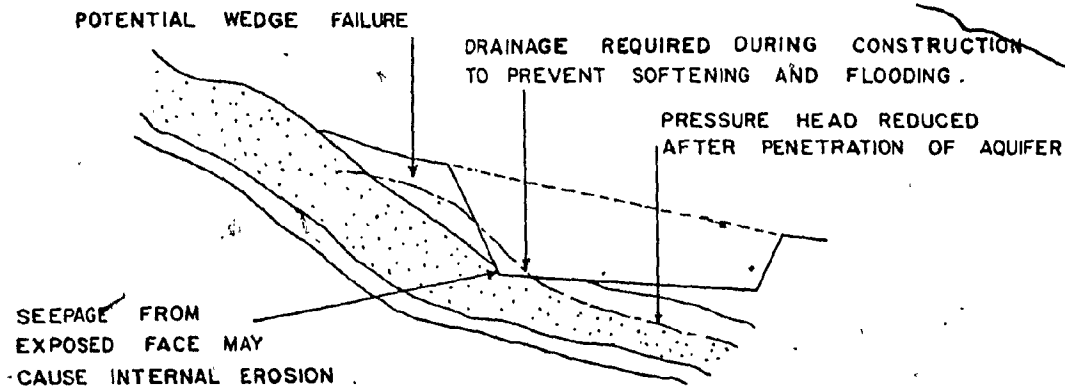 POTENTIAL WEDGE FAILURE
DRAINAGE REQUIRED DURING CONSTRUCTION
TO PREVENT SOFTENING AND FLOODING.
PRESSURE HEAD REDUCED
AFTER PENETRATION OF AQUIFER
SEEPAGE FROM
EXPOSED FACE MAY
CAUSE INTERNAL EROSION.